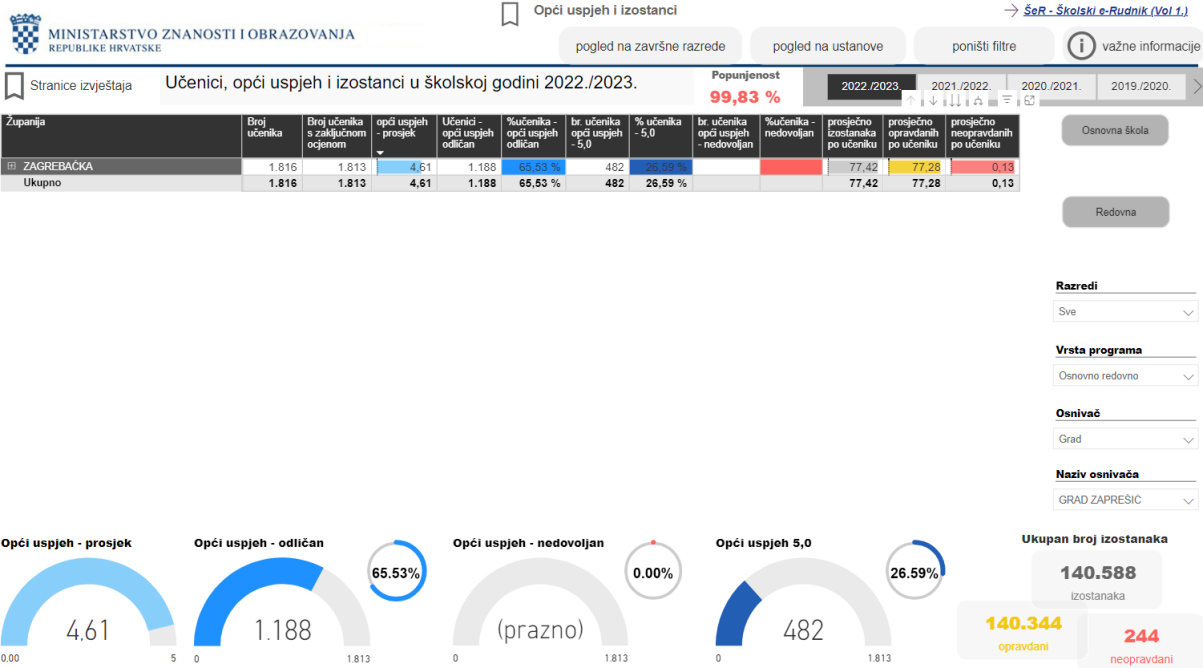 MINISTARSTVO ZNANOSTI I OBRAZOVANJA
REPUBLIKE HRVATSKE
Opći uspjeh i izostanci
ŠeR - Školski e-Rudnik (Vol 1.)
pogled na završne razrede
pogled na ustanove
poništi filtre
važne informacije
Stranice izvještaja
Učenici, opći uspjeh i izostanci u školskoj godini 2022./2023.
Popunjenost
99,83 %
2022./2023. 2021./2022. 2020./2021. 2019./2020.
Županija
Broj
učenika
Broj učenika
s zaključnom
ocjenom
opći uspjeh
- prosjek
Učenici -
opći uspjeh
odličan
%učenika -
opći uspjeh
odličan
br. učenika
opći uspjeh
- 5,0
% učenika
- 5,0
br. učenika
opći uspjeh
- nedovoljan
%učenika -
nedovoljan
prosječno
izostanaka
po učeniku
prosječno
opravdanih
po učeniku
prosječno
neopravdanih
po učeniku
ZAGREBAČKA 1.816 1.813 4,61 1.188 65,53 % 482 26,59 % 77,42 77,28 0,13
Ukupno 1.816 1.813 4,61 1.188 65,53 % 482 26,59 % 77,42 77,28 0,13
Osnovna škola
Redovna
Razredi
Sve
Vrsta programa
Osnovno redovno
Osnivač
Grad
Naziv osnivača
GRAD ZAPREŠIĆ
Opći uspjeh - prosjek
4,61
0.00 5
Opći uspjeh - odličan
65.53%
1.188
0 1.813
Opći uspjeh - nedovoljan
0.00%
(prazno)
0 1.813
Opći uspjeh 5,0
26.59%
482
0 1.813
Ukupan broj izostanaka
140.588
izostanaka
140.344
opravdani
244
neopravdani